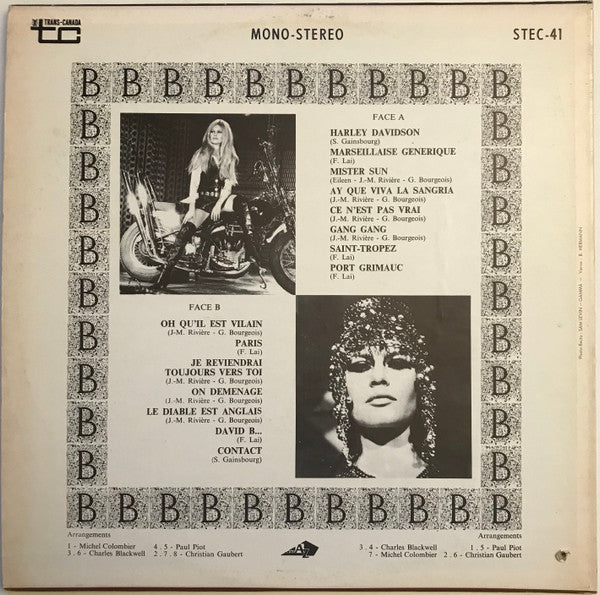 TRANS-CANADA
tc
MONO-STEREO
STEC-41
B B B B B B B B B B B
FACE A
HARLEY DAVIDSON
(S. Gainsbourg)
MARSEILLAISE GENERIQUE
(F. Lai)
MISTER SUN
(Eileen - J.-M. Rivière - G. Bourgeois)
AY QUE VIVA LA SANGRIA
(J.-M. Rivière - G. Bourgeois)
CE N'EST PAS VRAI
(J.-M. Rivière - G. Bourgeois)
GANG GANG
(J.-M. Rivière - G. Bourgeois)
SAINT-TROPEZ
(F. Lai)
PORT GRIMAUC
(F. Lai)
FACE B
OH QU'IL EST VILAIN
(J.-M. Rivière - G. Bourgeois)
PARIS
(F. Lai)
JE REVIENDRAI
TOUJOURS VERS TOI
(J.-M. Rivière - G. Bourgeois)
ON DEMENAGE
(J.-M. Rivière - G. Bourgeois)
LE DIABLE EST ANGLAIS
(J.-M. Rivière - G. Bourgeois)
DAVID B...
(F. Lai)
CONTACT
(S. Gainsbourg)
B B B B B B B B B B B
Arrangements
1 - Michel Colombier 4 . 5 - Paul Piot
3 . 6 - Charles Blackwell 2 . 7 . 8 - Christian Gaubert
AZ
Arrangements
3 . 4 - Charles Blackwell 1 . 5 - Paul Piot
7 - Michel Colombier 2 . 6 - Christian Gaubert